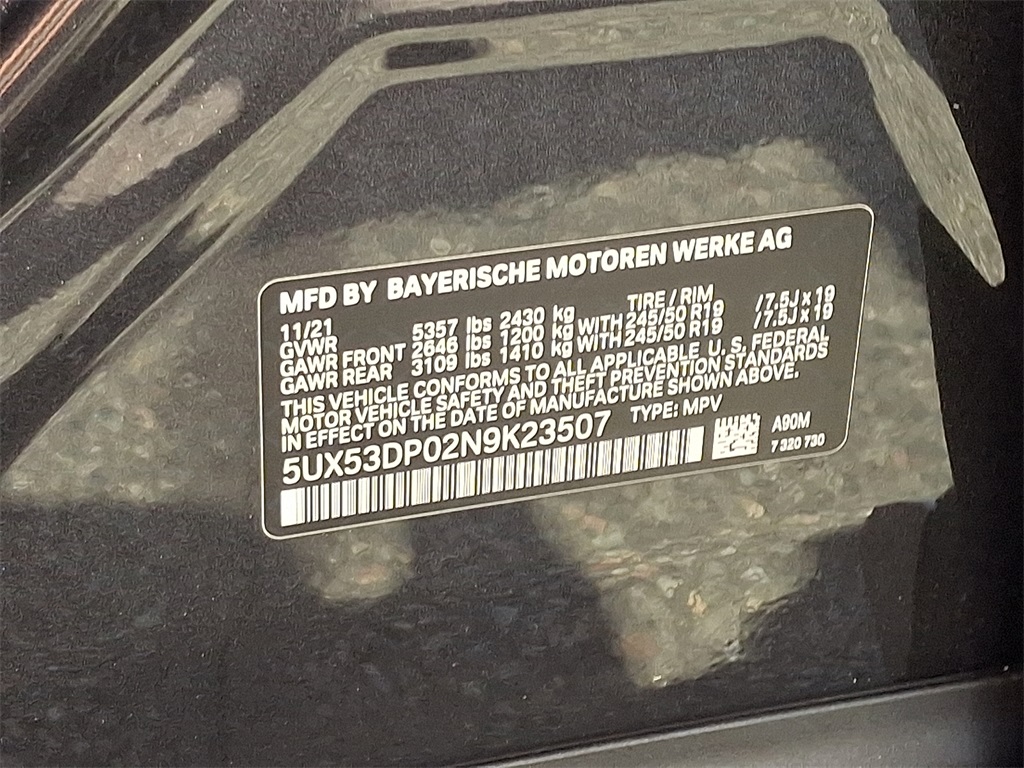 MFD BY BAYERISCHE MOTOREN WERKE AG
11/21 TIRE / RIM
GVWR 5357 lbs 2430 kg
GAWR FRONT 2646 lbs 1200 kg WITH 245/50 R19 /7.5J x 19
GAWR REAR 3109 lbs 1410 kg WITH 245/50 R19 /7.5J x 19
THIS VEHICLE CONFORMS TO ALL APPLICABLE U. S. FEDERAL
MOTOR VEHICLE SAFETY AND THEFT PREVENTION STANDARDS
IN EFFECT ON THE DATE OF MANUFACTURE SHOWN ABOVE.
5UX53DP02N9K23507 TYPE: MPV
A90M
7 320 730